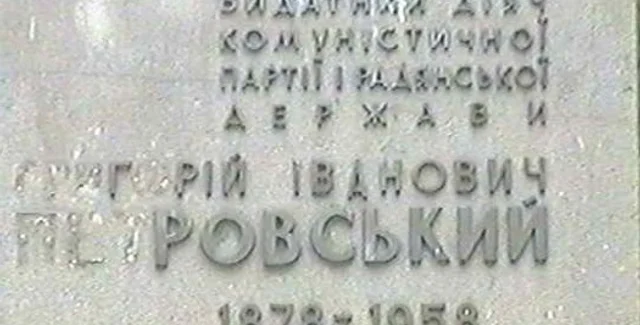 ВИДАТНИЙ ДІЯЧ
КОМУНІСТИЧНОЇ
ПАРТІЇ І РАДЯНСЬКОЇ
ДЕРЖАВИ
ГРИГОРІЙ ІВАНОВИЧ
ПЕТРОВСЬКИЙ
1878-1958